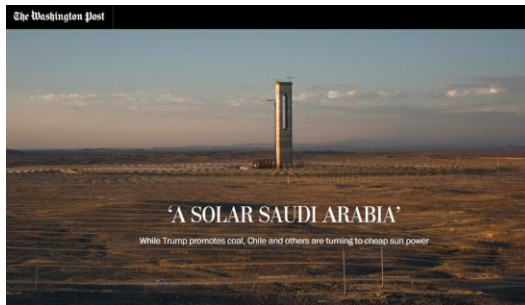 The Washington Post
‘A SOLAR SAUDI ARABIA’
While Trump promotes coal, Chile and others are turning to cheap sun power